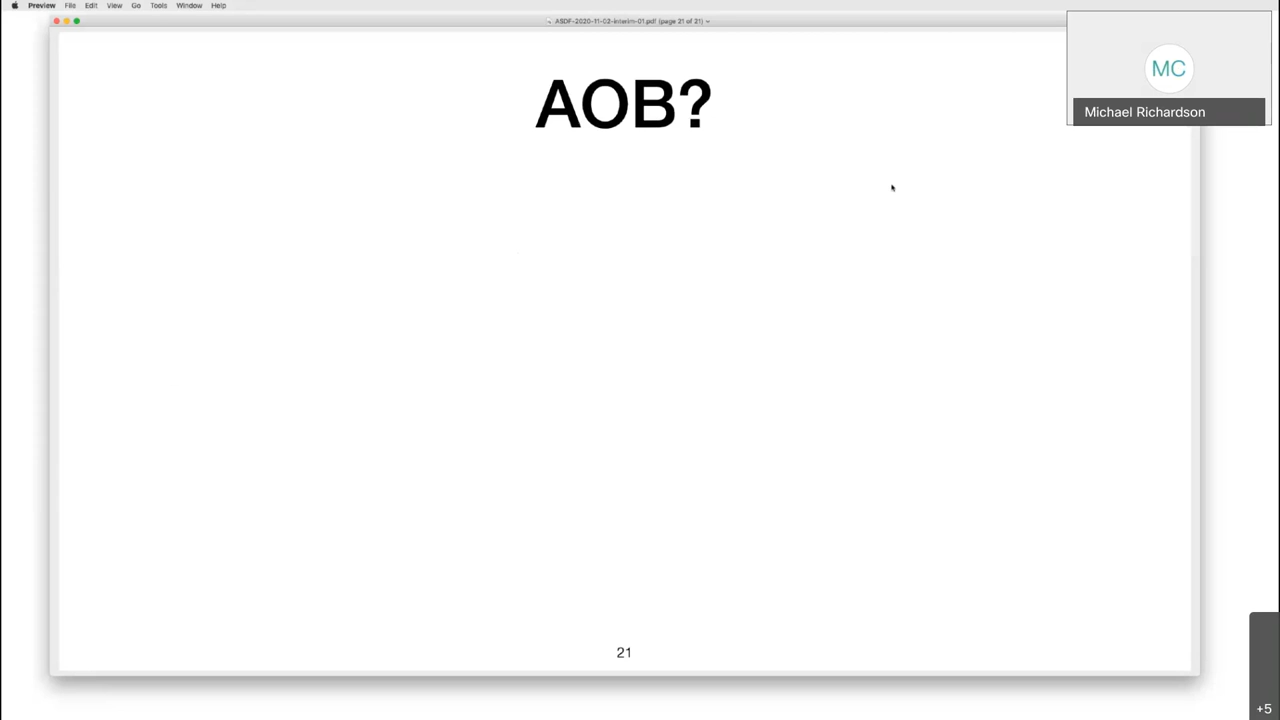 Preview File Edit View Go Tools Window Help
ASDF-2020-11-02-interim-01.pdf (page 21 of 21)
MC
Michael Richardson
AOB?
21
+5